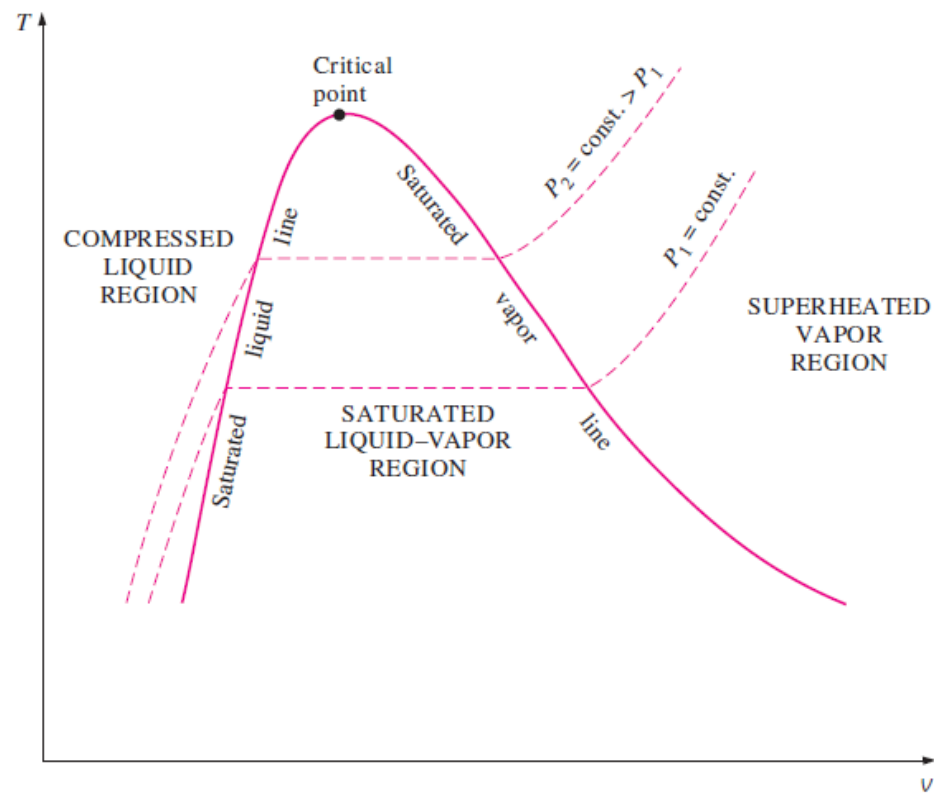 T
Critical
point
P₂ = const. > P₁
P₁ = const.
Saturated
vapor
line
line
liquid
Saturated
COMPRESSED
LIQUID
REGION
SUPERHEATED
VAPOR
REGION
SATURATED
LIQUID–VAPOR
REGION
v